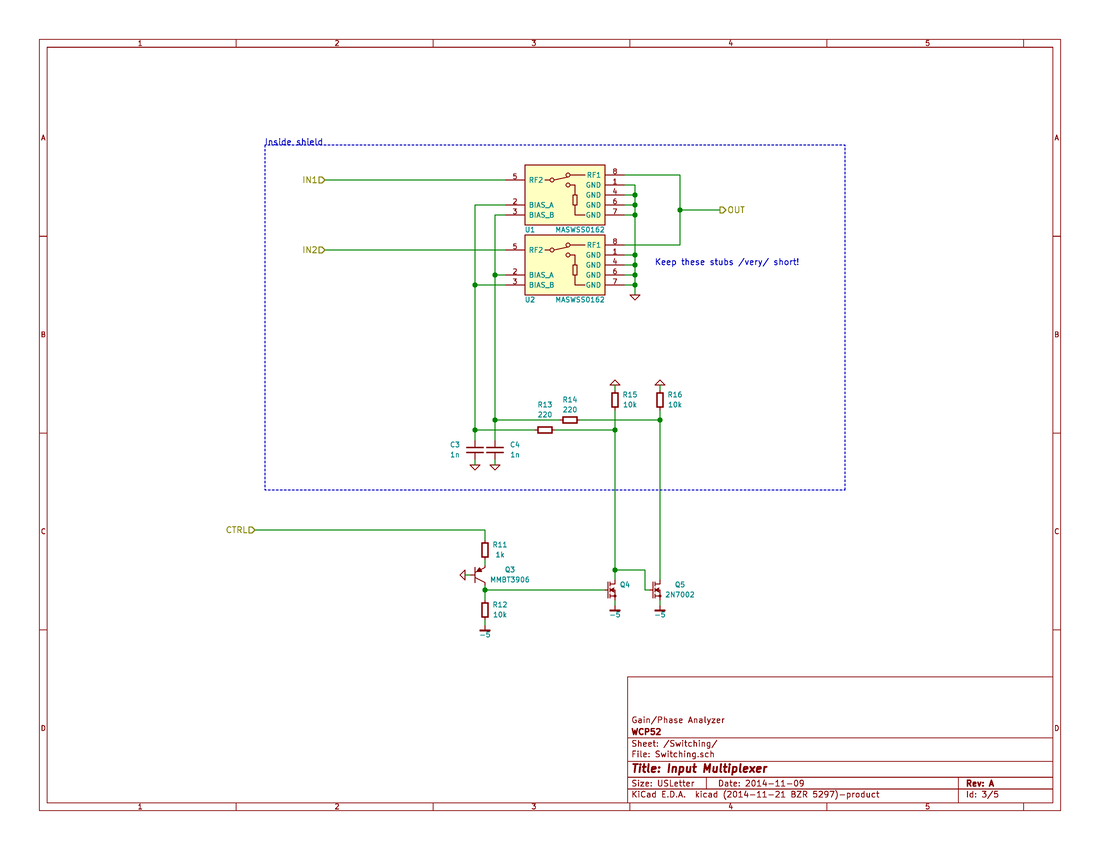 1 2 3 4 5
A A
Inside shield
IN1 5 RF2 RF1 8
GND 1
GND 4
2 BIAS_A GND 6 OUT
3 BIAS_B GND 7
U1 MASWSS0162
IN2 5 RF2 RF1 8
GND 1
Keep these stubs /very/ short!
GND 4
2 BIAS_A GND 6
3 BIAS_B GND 7
U2 MASWSS0162
B B
R13 R14 R15 R16
220 220 10k 10k
C3 C4
1n 1n
CTRL
C C
R11
1k
Q3
MMBT3906
Q4 Q5
2N7002
R12
10k
-5 -5
-5
Gain/Phase Analyzer
WCP52
D D
Sheet: /Switching/
File: Switching.sch
Title: Input Multiplexer
Size: USLetter Date: 2014-11-09 Rev: A
KiCad E.D.A. kicad (2014-11-21 BZR 5297)-product Id: 3/5
1 2 3 4 5